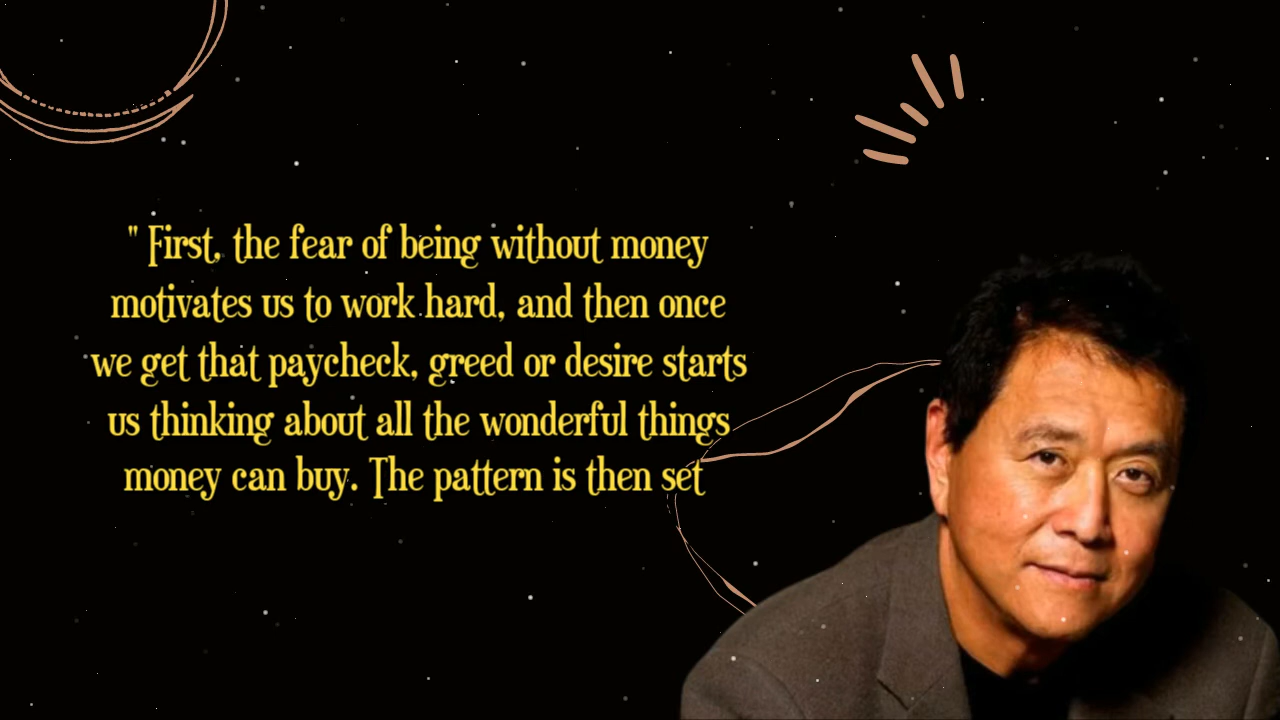 " First, the fear of being without money
motivates us to work hard, and then once
we get that paycheck, greed or desire starts
us thinking about all the wonderful things
money can buy. The pattern is then set